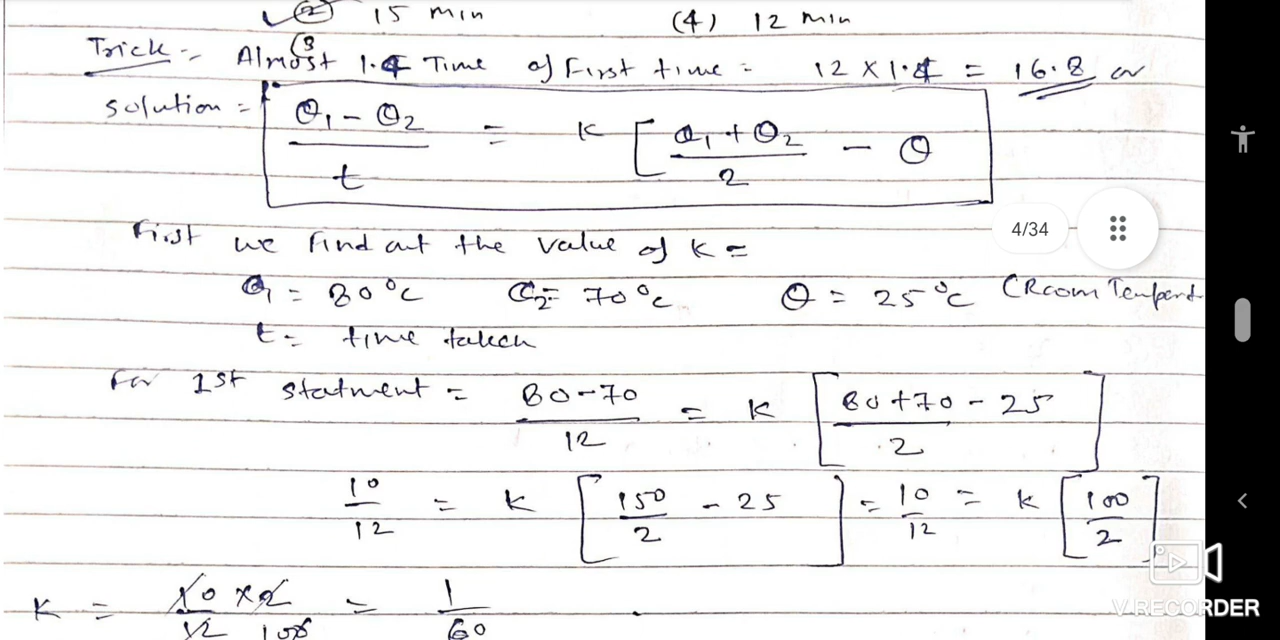 (2) 15 min (4) 12 min
Trick :- Almost 1.4 Time of First time = 12 × 1.4 = 16.8 or
Solution = θ₁ - θ₂ / t = K [ θ₁ + θ₂ / 2 - θ
First we find out the value of K =
θ₁ = 80°C θ₂ = 70°C θ = 25°C (Room Temperat
t = time taken
For 1st statment = 80-70 / 12 = K [ 80+70 / 2 - 25 ]
10/12 = K [ 150/2 - 25 ] = 10/12 = K [ 100/2 ]
K = 10 × 2 / 12 100 = 1/60
4/34
V RECORDER